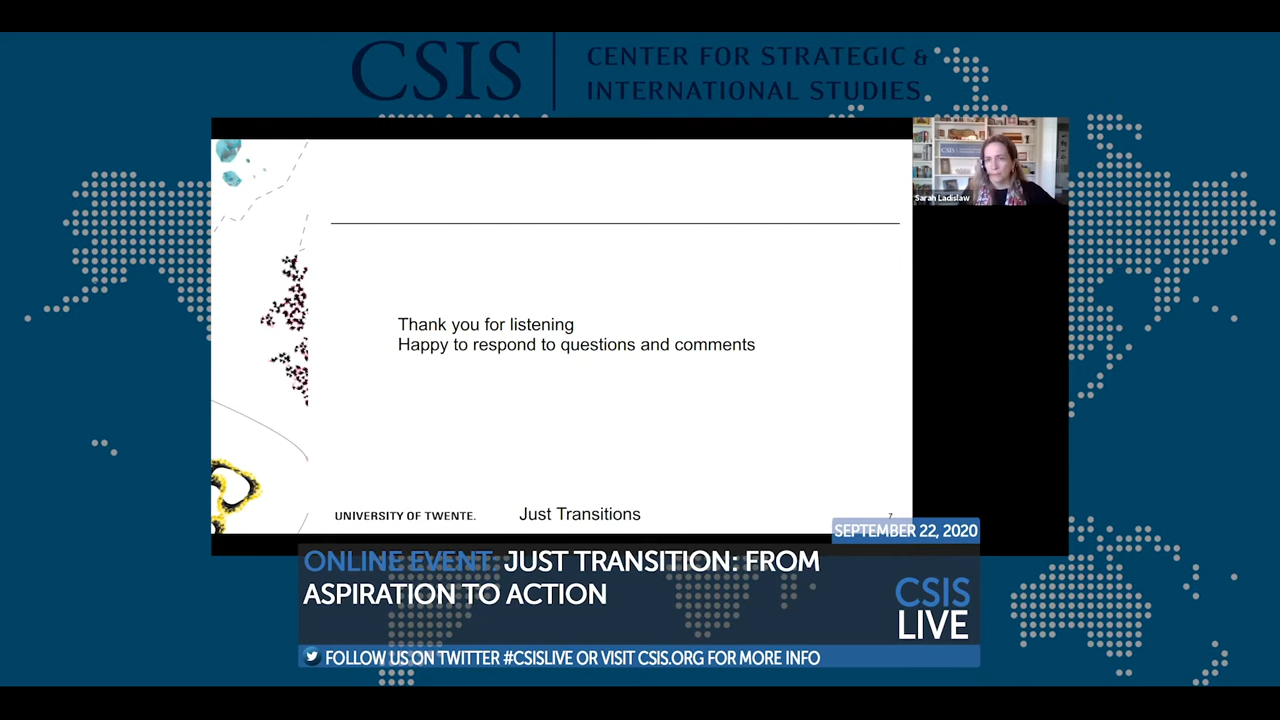 CSIS
CENTER FOR STRATEGIC &
INTERNATIONAL STUDIES
CSIS
Sarah Ladislaw
Thank you for listening
Happy to respond to questions and comments
UNIVERSITY OF TWENTE.
Just Transitions
7
SEPTEMBER 22, 2020
ONLINE EVENT: JUST TRANSITION: FROM
ASPIRATION TO ACTION
CSIS
LIVE
FOLLOW US ON TWITTER #CSISLIVE OR VISIT CSIS.ORG FOR MORE INFO